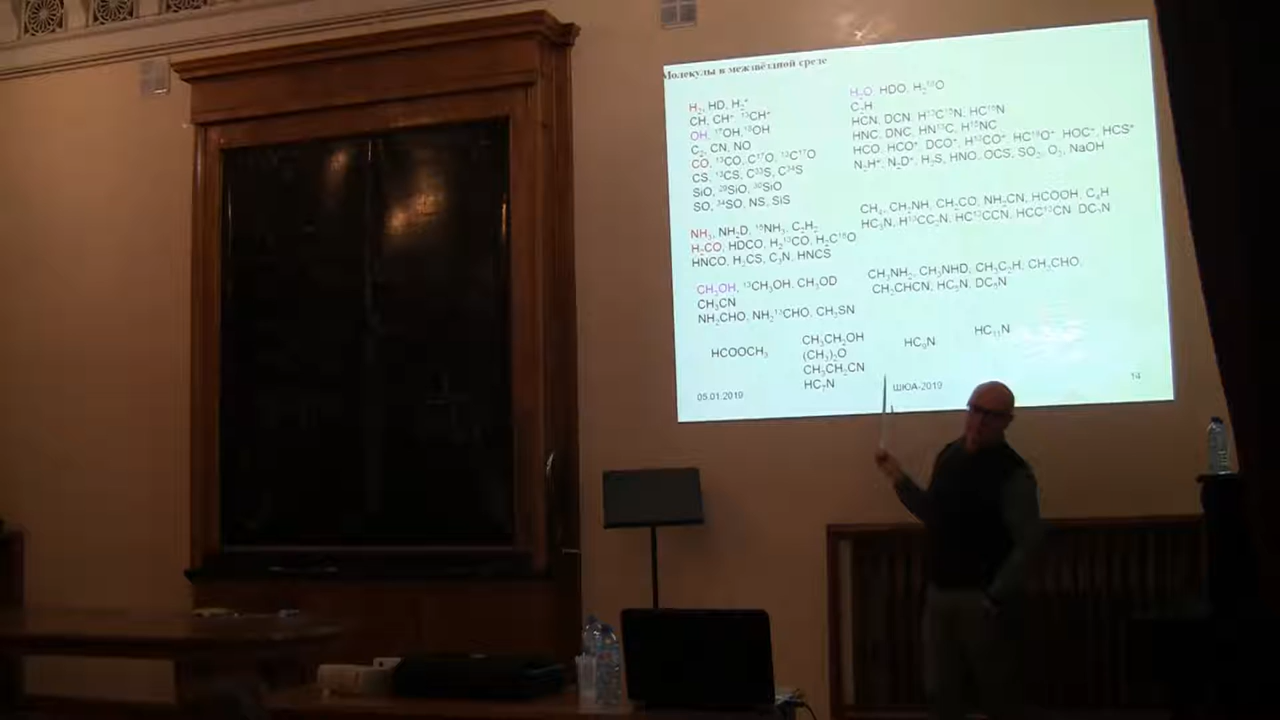 Молекулы в межзвёздной среде
H₂, HD, H₂⁺
CH, CH⁺, ¹³CH⁺
OH, ¹⁷OH, ¹⁸OH
C₂, CN, NO
CO, ¹³CO, C¹⁷O, ¹³C¹⁷O
CS, ¹³CS, C³³S, C³⁴S
SiO, ²⁹SiO, ³⁰SiO
SO, ³⁴SO, NS, SiS
H₂O, HDO, H₂¹⁸O
C₂H
HCN, DCN, H¹³C¹⁵N, HC¹⁵N
HNC, DNC, HN¹³C, H¹⁵NC
HCO, HCO⁺, DCO⁺, H¹³CO⁺, HC¹⁸O⁺, HOC⁺, HCS⁺
N₂H⁺, N₂D⁺, H₂S, HNO, OCS, SO₂, O₃, NaOH
NH₃, NH₂D, ¹⁵NH₃, C₂H₂
H₂CO, HDCO, H₂¹³CO, H₂C¹⁸O
HNCO, H₂CS, C₃N, HNCS
CH₄, CH₂NH, CH₂CO, NH₂CN, HCOOH, C₄H
HC₃N, H¹³CC₂N, HC¹³CCN, HCC¹³CN DC₃N
CH₃OH, ¹³CH₃OH, CH₃OD
CH₃CN
NH₂CHO, NH₂¹³CHO, CH₃SN
CH₃NH₂, CH₃NHD, CH₃C₂H, CH₃CHO,
CH₂CHCN, HC₅N, DC₅N
HCOOCH₃
CH₃CH₂OH
(CH₃)₂O
CH₃CH₂CN
HC₇N
HC₉N
HC₁₁N
05.01.2019
ШЮА-2019
14